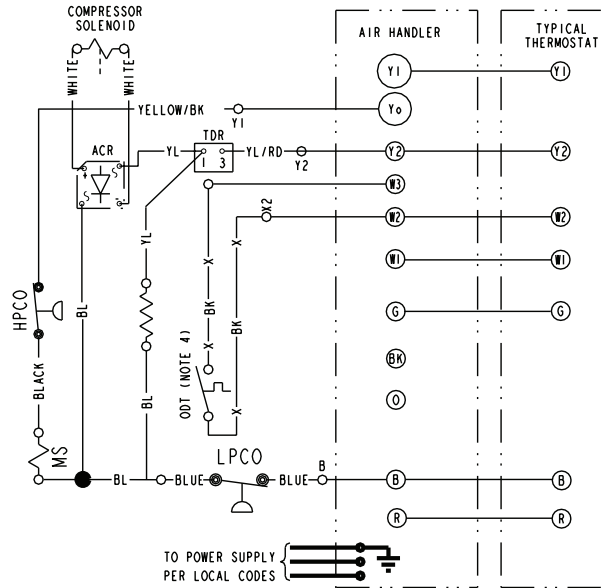 COMPRESSOR
SOLENOID
AIR HANDLER
TYPICAL
THERMOSTAT
WHITE
WHITE
Y1
Y1
YELLOW/BK
Y1
Yo
TDR
ACR
YL
1 3
YL/RD
Y2
Y2
Y2
W3
X2
W2
W2
YL
X
X
W1
W1
HPCO
BL
BK
BK
G
G
X
ODT (NOTE 4)
BK
BLACK
BL
X
O
MS
LPCO
BL
BLUE
BLUE
B
B
B
R
R
TO POWER SUPPLY
PER LOCAL CODES